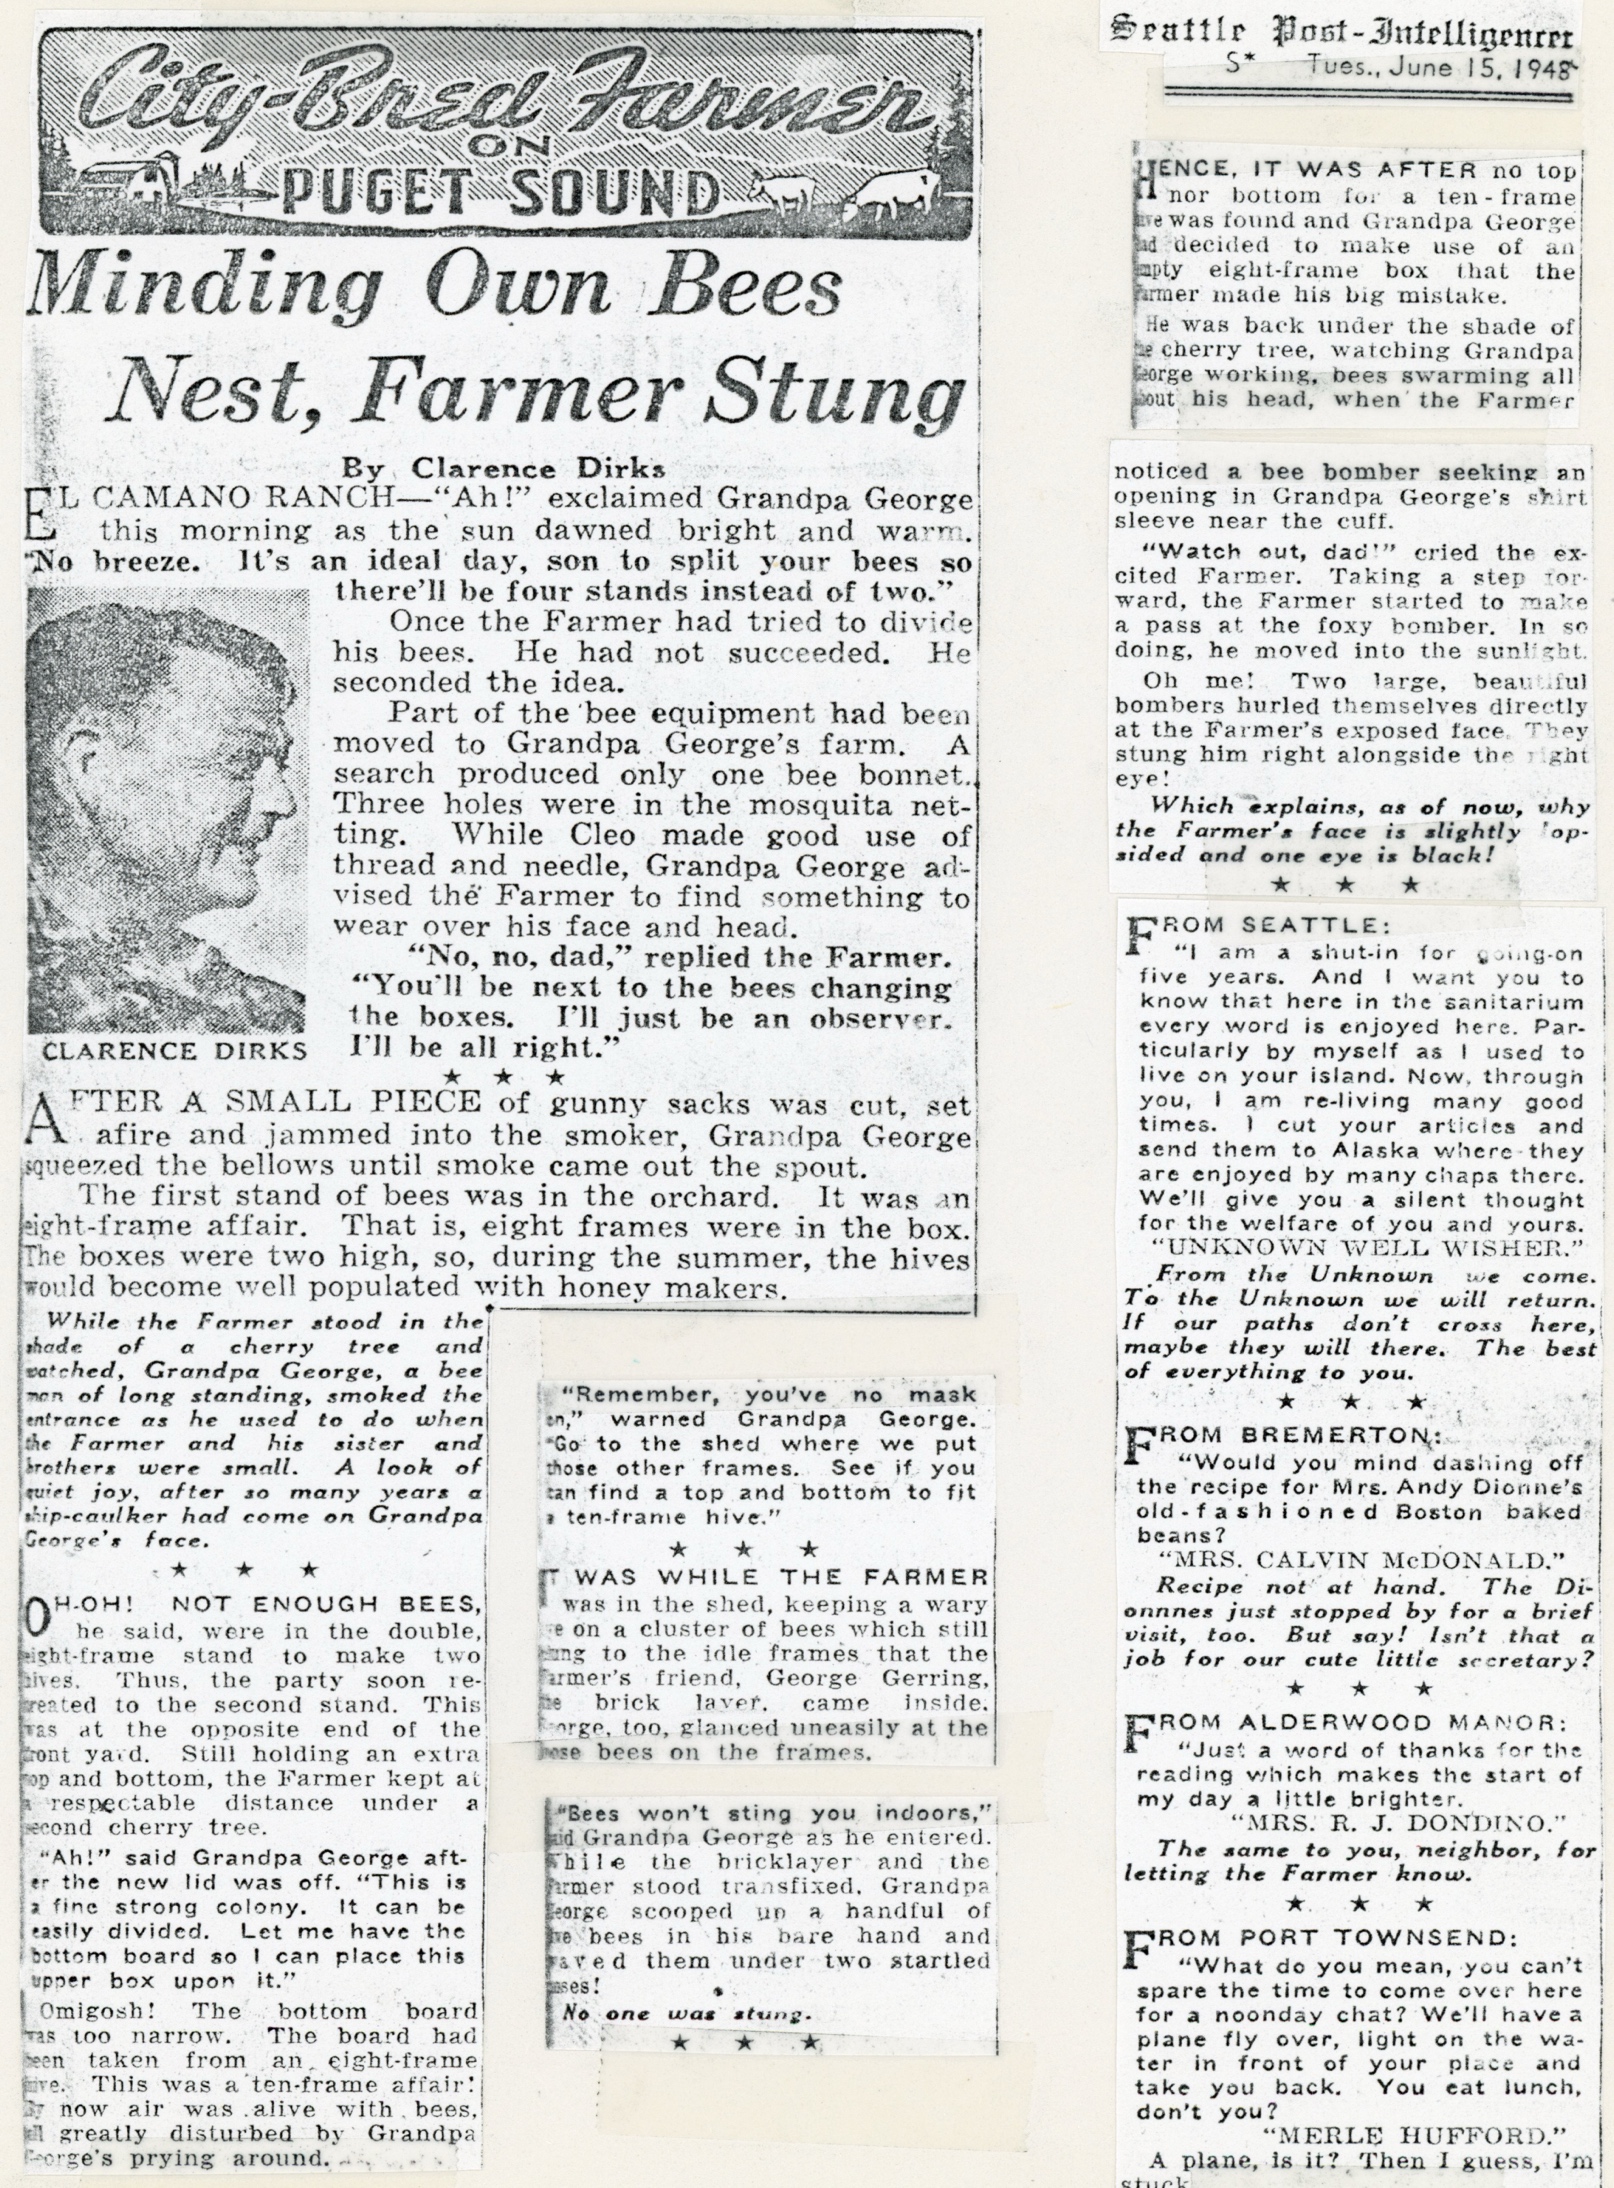 City-Bred Farmer
ON
PUGET SOUND
Minding Own Bees
Nest, Farmer Stung
By Clarence Dirks
EL CAMANO RANCH—“Ah!” exclaimed Grandpa George
this morning as the sun dawned bright and warm.
“No breeze. It's an ideal day, son to split your bees so
there'll be four stands instead of two.”
Once the Farmer had tried to divide
his bees. He had not succeeded. He
seconded the idea.
Part of the bee equipment had been
moved to Grandpa George's farm. A
search produced only one bee bonnet.
Three holes were in the mosquita net-
ting. While Cleo made good use of
thread and needle, Grandpa George ad-
vised the Farmer to find something to
wear over his face and head.
“No, no, dad,” replied the Farmer.
“You'll be next to the bees changing
the boxes. I'll just be an observer.
I'll be all right.”
CLARENCE DIRKS
★ ★ ★
AFTER A SMALL PIECE of gunny sacks was cut, set
afire and jammed into the smoker, Grandpa George
squeezed the bellows until smoke came out the spout.
The first stand of bees was in the orchard. It was an
eight-frame affair. That is, eight frames were in the box.
The boxes were two high, so, during the summer, the hives
would become well populated with honey makers.
While the Farmer stood in the
shade of a cherry tree and
watched, Grandpa George, a bee
man of long standing, smoked the
entrance as he used to do when
the Farmer and his sister and
brothers were small. A look of
quiet joy, after so many years a
ship-caulker had come on Grandpa
George's face.
★ ★ ★
OH-OH! NOT ENOUGH BEES,
he said, were in the double,
eight-frame stand to make two
hives. Thus, the party soon re-
treated to the second stand. This
was at the opposite end of the
front yard. Still holding an extra
top and bottom, the Farmer kept at
a respectable distance under a
second cherry tree.
“Ah!” said Grandpa George aft-
er the new lid was off. “This is
a fine strong colony. It can be
easily divided. Let me have the
bottom board so I can place this
upper box upon it.”
Omigosh! The bottom board
was too narrow. The board had
been taken from an eight-frame
hive. This was a ten-frame affair!
By now air was alive with bees,
all greatly disturbed by Grandpa
George's prying around.
“Remember, you've no mask
on,” warned Grandpa George.
“Go to the shed where we put
those other frames. See if you
can find a top and bottom to fit
a ten-frame hive.”
★ ★ ★
IT WAS WHILE THE FARMER
was in the shed, keeping a wary
eye on a cluster of bees which still
clung to the idle frames that the
Farmer's friend, George Gerring,
the brick layer, came inside.
George, too, glanced uneasily at the
those bees on the frames.
“Bees won't sting you indoors,”
said Grandpa George as he entered.
While the bricklayer and the
Farmer stood transfixed, Grandpa
George scooped up a handful of
the bees in his bare hand and
waved them under two startled
noses!
No one was stung.
★ ★ ★
Seattle Post-Intelligencer
S* Tues., June 15, 1948
HENCE, IT WAS AFTER no top
nor bottom for a ten-frame
hive was found and Grandpa George
had decided to make use of an
empty eight-frame box that the
Farmer made his big mistake.
He was back under the shade of
the cherry tree, watching Grandpa
George working, bees swarming all
about his head, when the Farmer
noticed a bee bomber seeking an
opening in Grandpa George's shirt
sleeve near the cuff.
“Watch out, dad!” cried the ex-
cited Farmer. Taking a step for-
ward, the Farmer started to make
a pass at the foxy bomber. In so
doing, he moved into the sunlight.
Oh me! Two large, beautiful
bombers hurled themselves directly
at the Farmer's exposed face. They
stung him right alongside the right
eye!
Which explains, as of now, why
the Farmer's face is slightly lop-
sided and one eye is black!
★ ★ ★
FROM SEATTLE:
“I am a shut-in for going-on
five years. And I want you to
know that here in the sanitarium
every word is enjoyed here. Par-
ticularly by myself as I used to
live on your island. Now, through
you, I am re-living many good
times. I cut your articles and
send them to Alaska where they
are enjoyed by many chaps there.
We'll give you a silent thought
for the welfare of you and yours.
“UNKNOWN WELL WISHER.”
From the Unknown we come.
To the Unknown we will return.
If our paths don't cross here,
maybe they will there. The best
of everything to you.
★ ★ ★
FROM BREMERTON:
“Would you mind dashing off
the recipe for Mrs. Andy Dionne's
old-fashioned Boston baked
beans?
“MRS. CALVIN McDONALD.”
Recipe not at hand. The Di-
onnnes just stopped by for a brief
visit, too. But say! Isn't that a
job for our cute little secretary?
★ ★ ★
FROM ALDERWOOD MANOR:
“Just a word of thanks for the
reading which makes the start of
my day a little brighter.
“MRS. R. J. DONDINO.”
The same to you, neighbor, for
letting the Farmer know.
★ ★ ★
FROM PORT TOWNSEND:
“What do you mean, you can't
spare the time to come over here
for a noonday chat? We'll have a
plane fly over, light on the wa-
ter in front of your place and
take you back. You eat lunch,
don't you?
“MERLE HUFFORD.”
A plane, is it? Then I guess, I'm
stuck